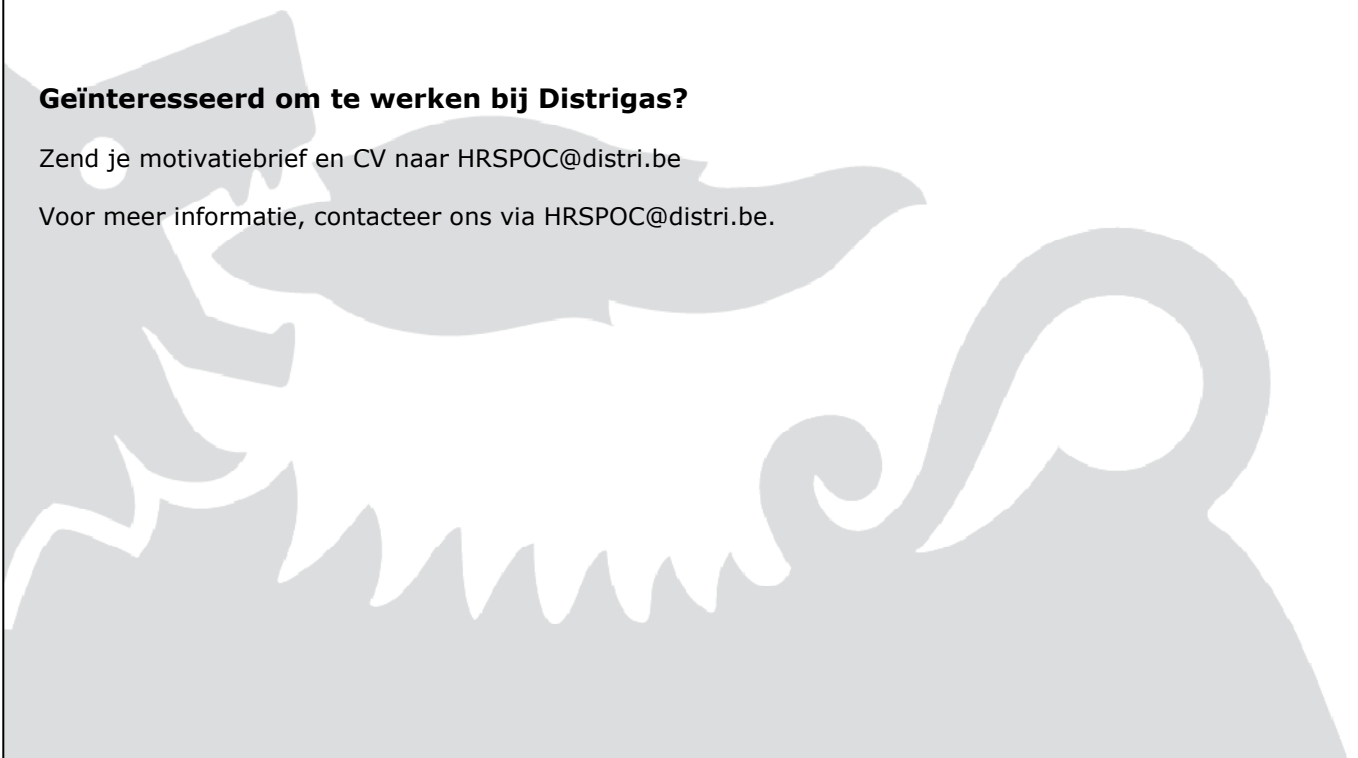 Geïnteresseerd om te werken bij Distrigas?
Zend je motivatiebrief en CV naar HRSPOC@distri.be
Voor meer informatie, contacteer ons via HRSPOC@distri.be.